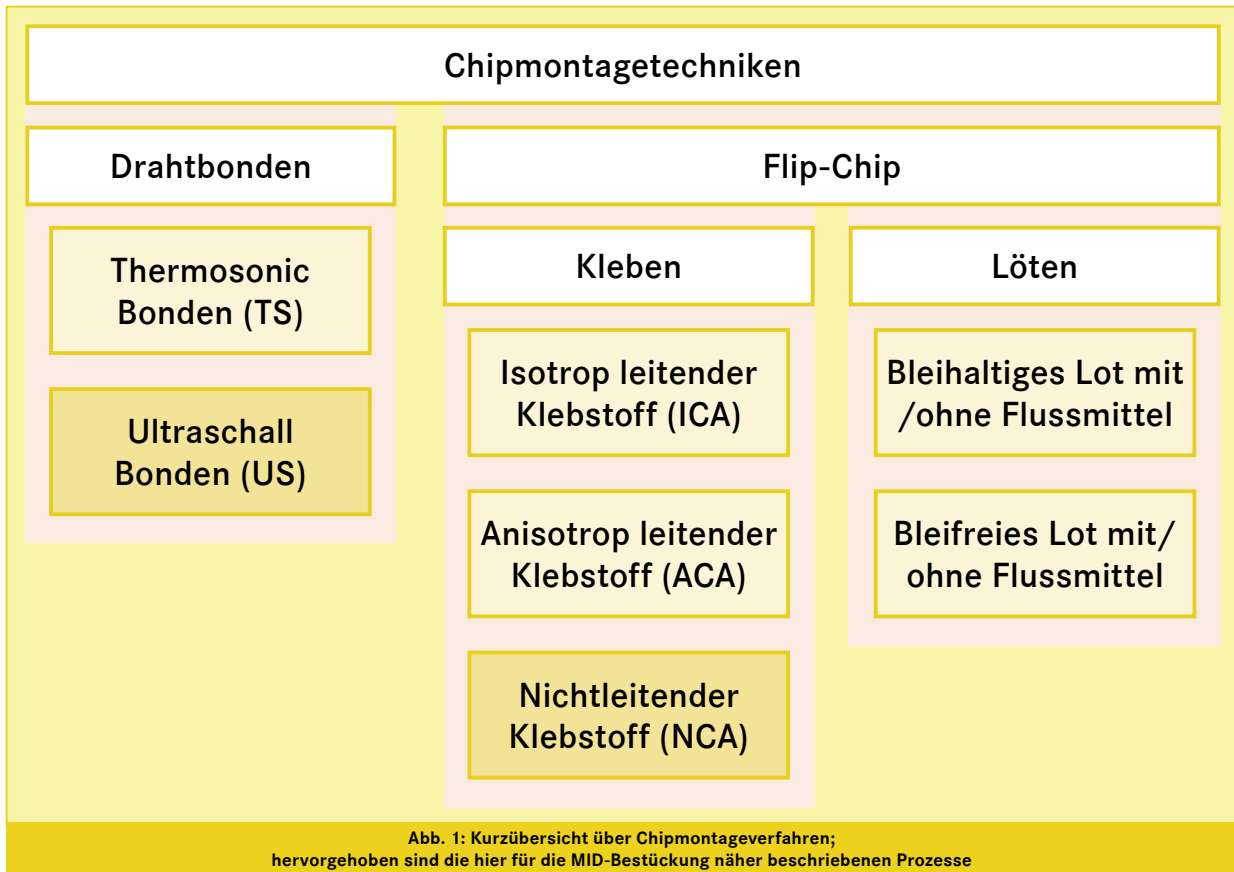 Chipmontagetechniken
Drahtbonden
Thermosonic
Bonden (TS)
Ultraschall
Bonden (US)
Flip-Chip
Kleben
Isotrop leitender
Klebstoff (ICA)
Anisotrop leitender
Klebstoff (ACA)
Nichtleitender
Klebstoff (NCA)
Löten
Bleihaltiges Lot mit
/ohne Flussmittel
Bleifreies Lot mit/
ohne Flussmittel
Abb. 1: Kurzübersicht über Chipmontageverfahren;
hervorgehoben sind die hier für die MID-Bestückung näher beschriebenen Prozesse